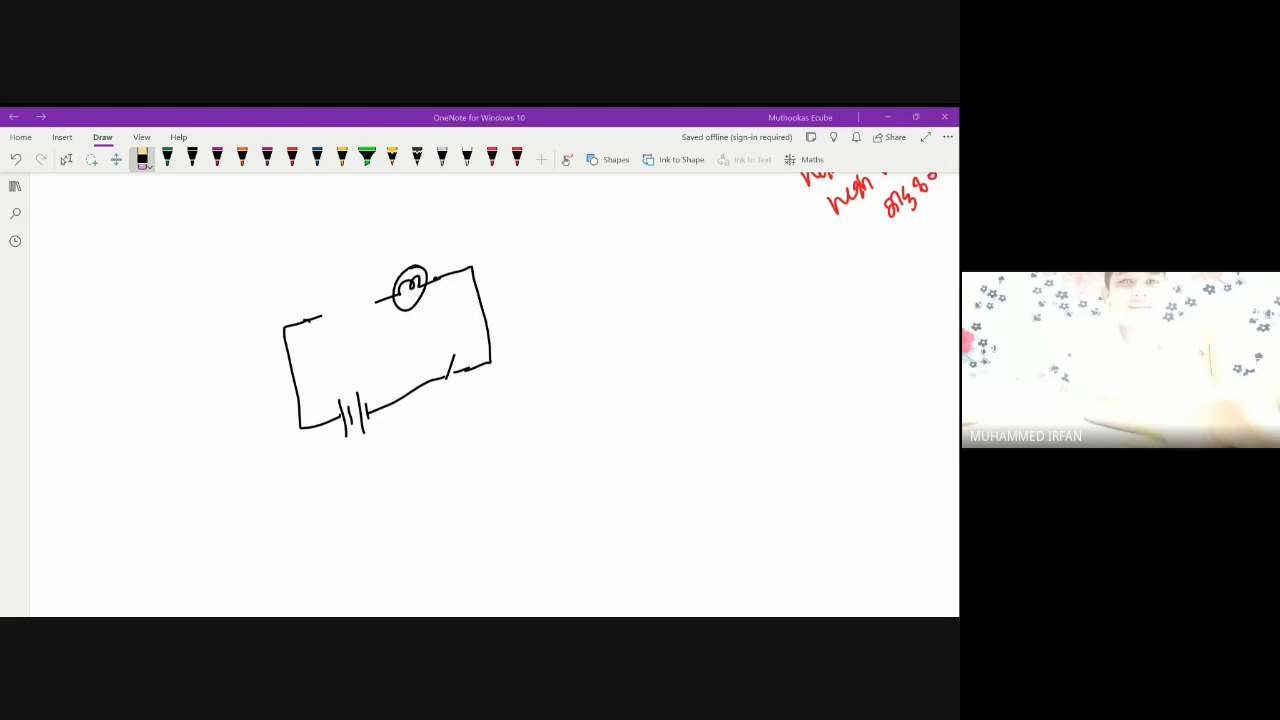 OneNote for Windows 10
Muthookas Ecube
Home Insert Draw View Help
Saved offline (sign-in required)
Share
Shapes
Ink to Shape
Ink to Text
Maths
MUHAMMED IRFAN